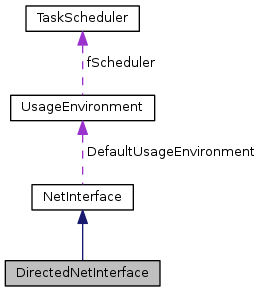 TaskScheduler
fScheduler
UsageEnvironment
DefaultUsageEnvironment
NetInterface
DirectedNetInterface